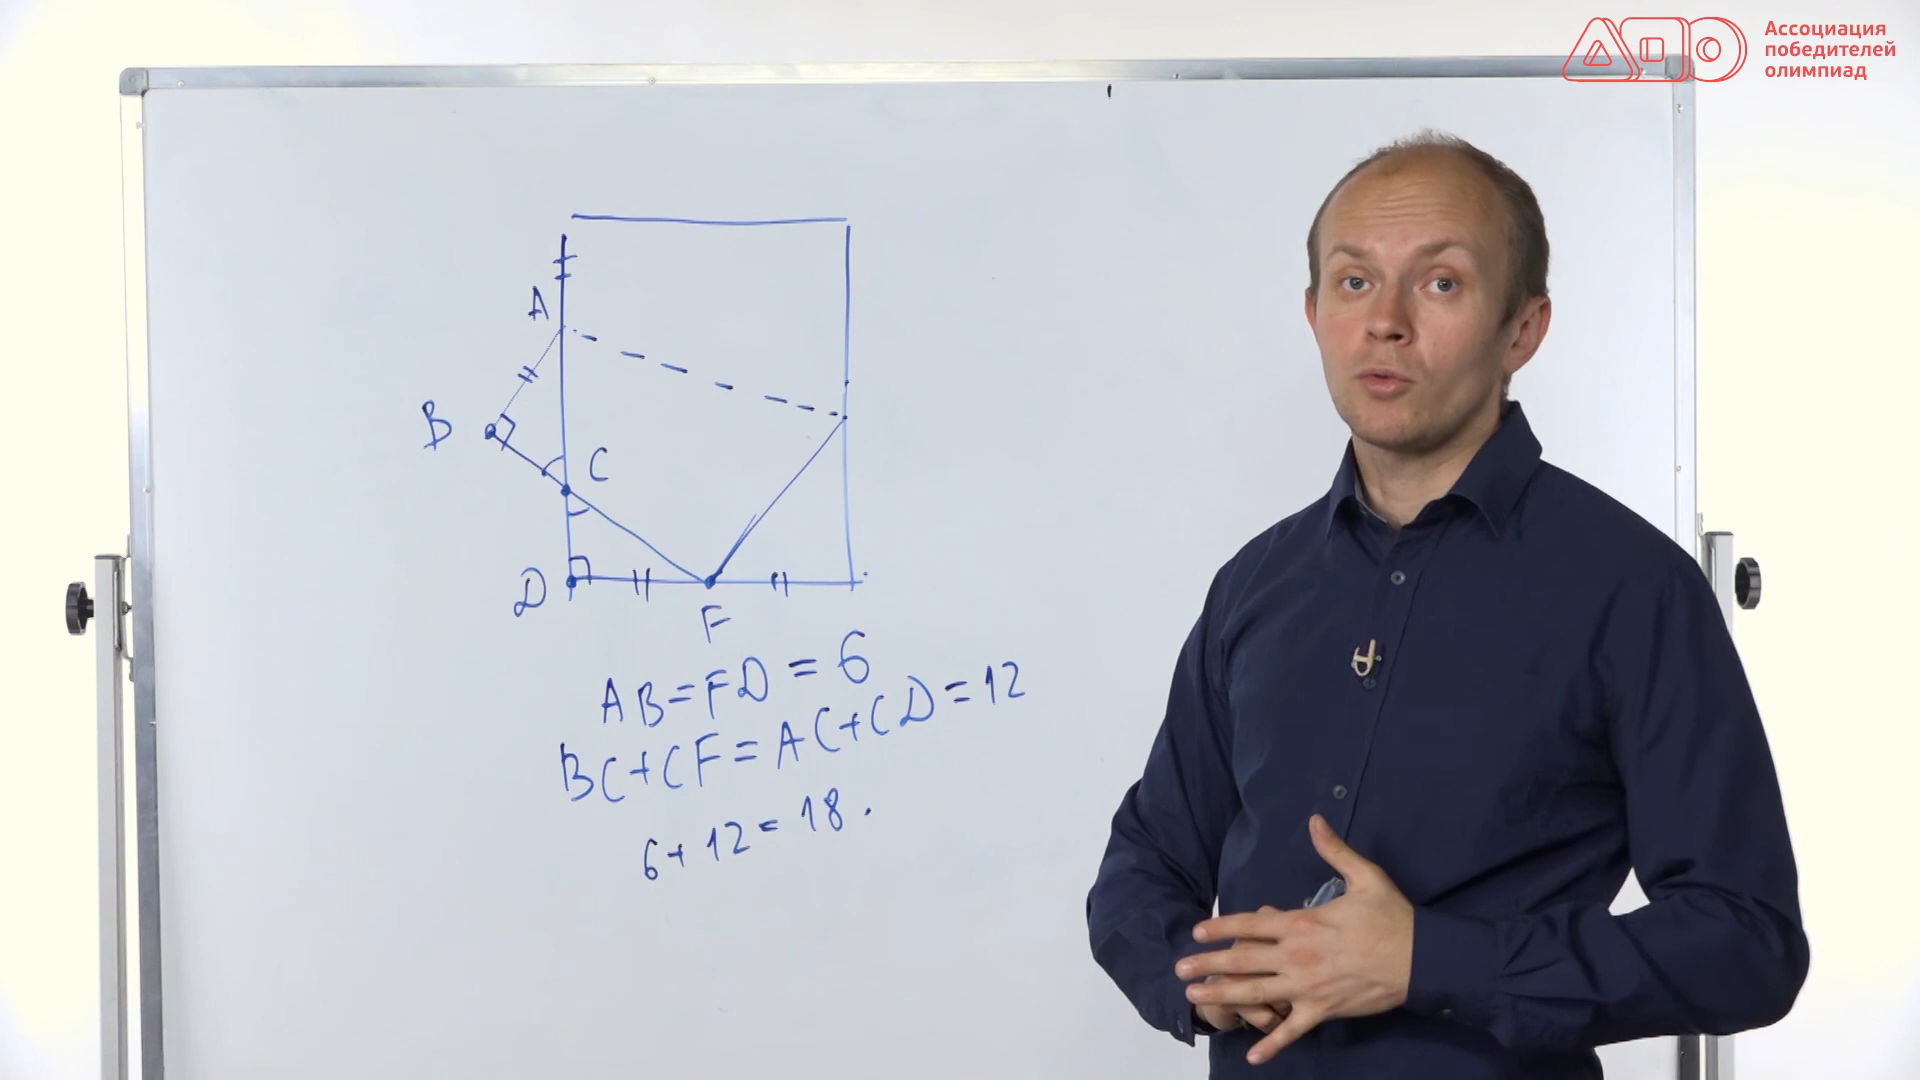 Ассоциация
победителей
олимпиад
A
B
C
D
F
AB=FD=6
BC+CF=AC+CD=12
6+12=18.